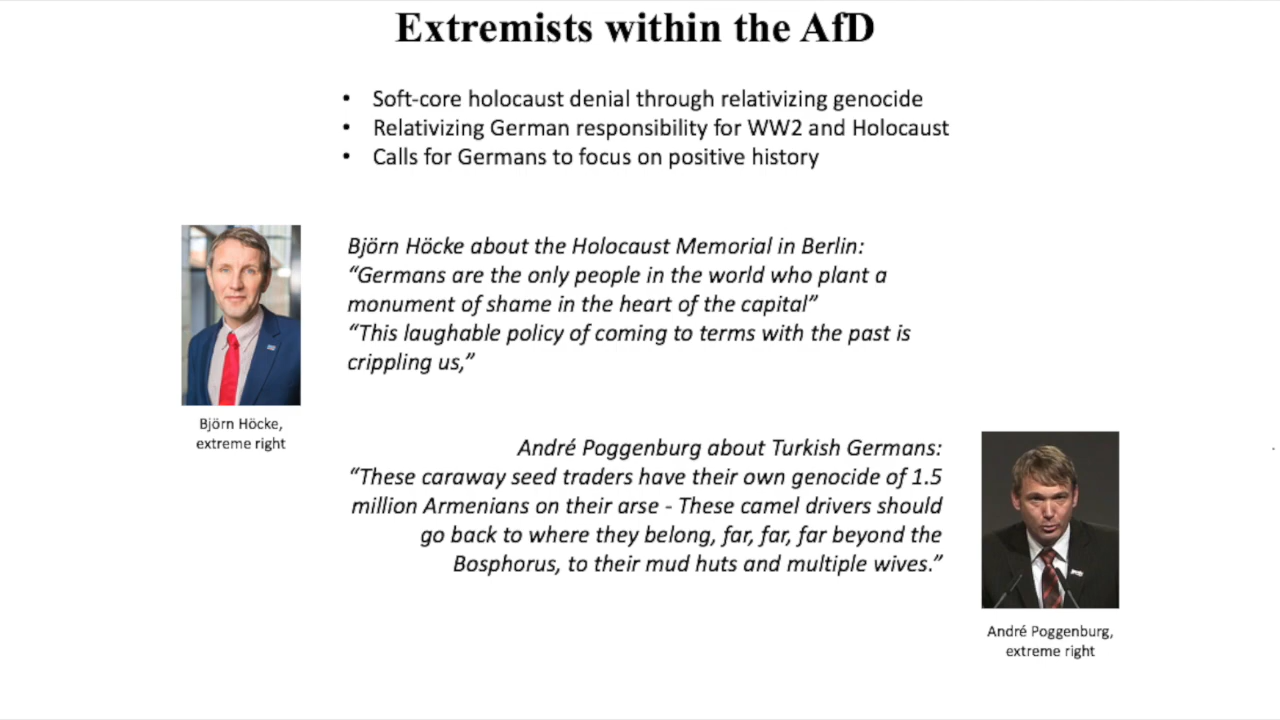 Extremists within the AfD
• Soft-core holocaust denial through relativizing genocide
• Relativizing German responsibility for WW2 and Holocaust
• Calls for Germans to focus on positive history
Björn Höcke about the Holocaust Memorial in Berlin:
“Germans are the only people in the world who plant a
monument of shame in the heart of the capital”
“This laughable policy of coming to terms with the past is
crippling us,”
Björn Höcke,
extreme right
André Poggenburg about Turkish Germans:
“These caraway seed traders have their own genocide of 1.5
million Armenians on their arse - These camel drivers should
go back to where they belong, far, far, far beyond the
Bosphorus, to their mud huts and multiple wives.”
André Poggenburg,
extreme right